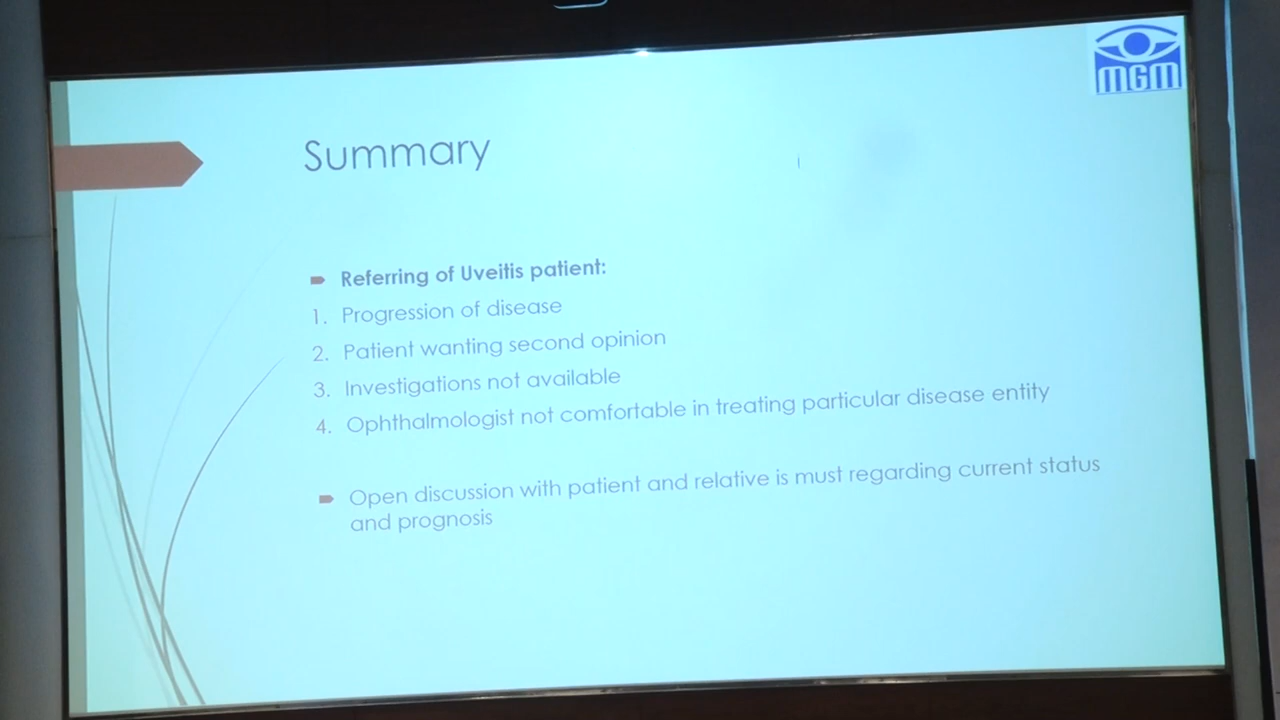 MGM
Summary
Referring of Uveitis patient:
1. Progression of disease
2. Patient wanting second opinion
3. Investigations not available
4. Ophthalmologist not comfortable in treating particular disease entity
Open discussion with patient and relative is must regarding current status
and prognosis